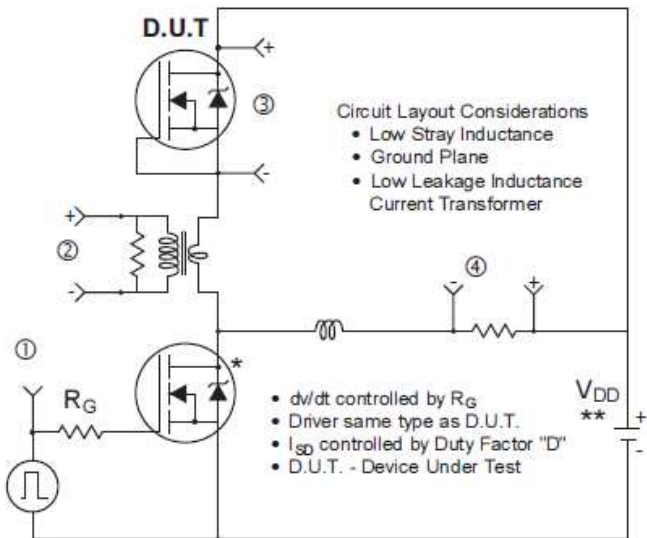 D.U.T
+
③
Circuit Layout Considerations
• Low Stray Inductance
• Ground Plane
• Low Leakage Inductance
Current Transformer
-
+
②
-
④
- +
①
*
RG
• dv/dt controlled by RG
• Driver same type as D.U.T.
• ISD controlled by Duty Factor "D"
• D.U.T. - Device Under Test
VDD
**
+
-